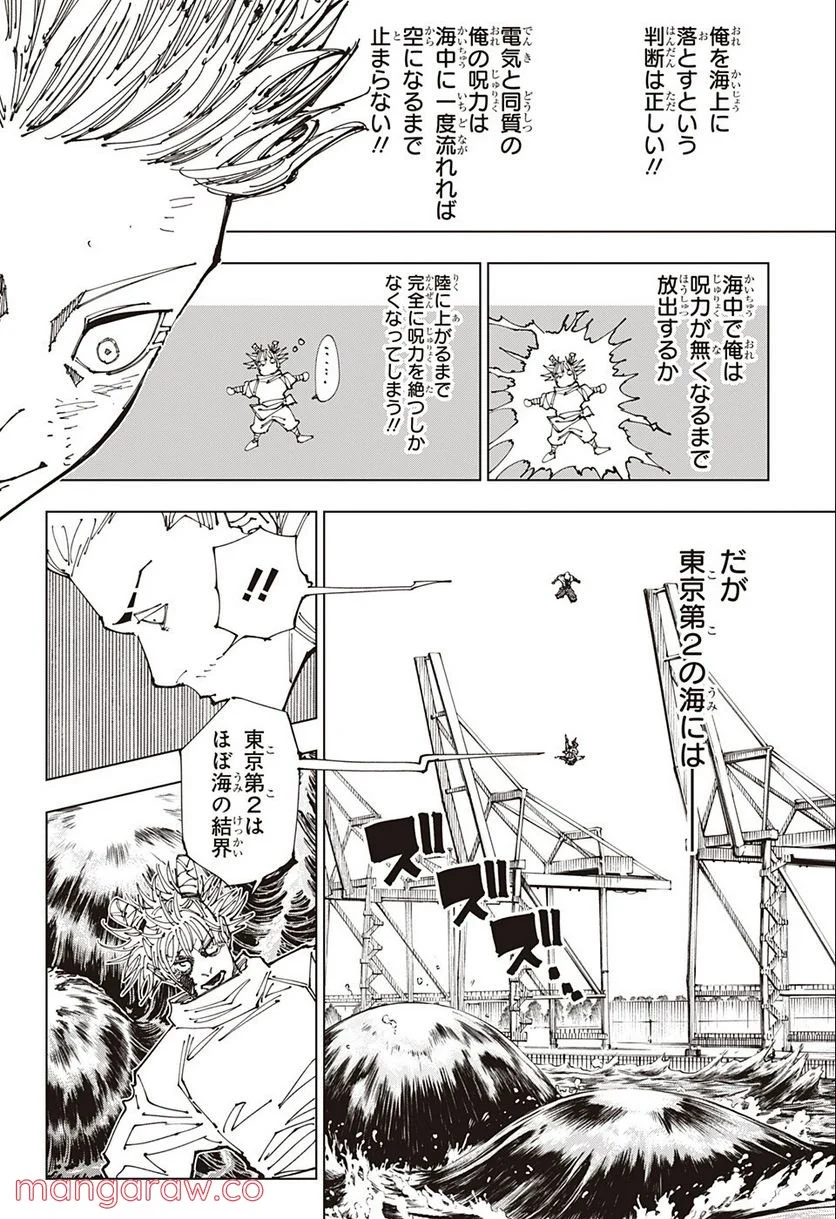 俺を海上に
落とすという
判断は正しい!!
電気と同質の
俺の呪力は
海中に一度流れれば
空になるまで
止まらない!!
海中で俺は
呪力が無くなるまで
放出するか
陸に上がるまで
完全に呪力を絶つしか
なくなってしまう!!
……
だが
東京第2の海には──
!!
東京第2は
ほぼ海の結界
ズズズ…
mangaraw.co